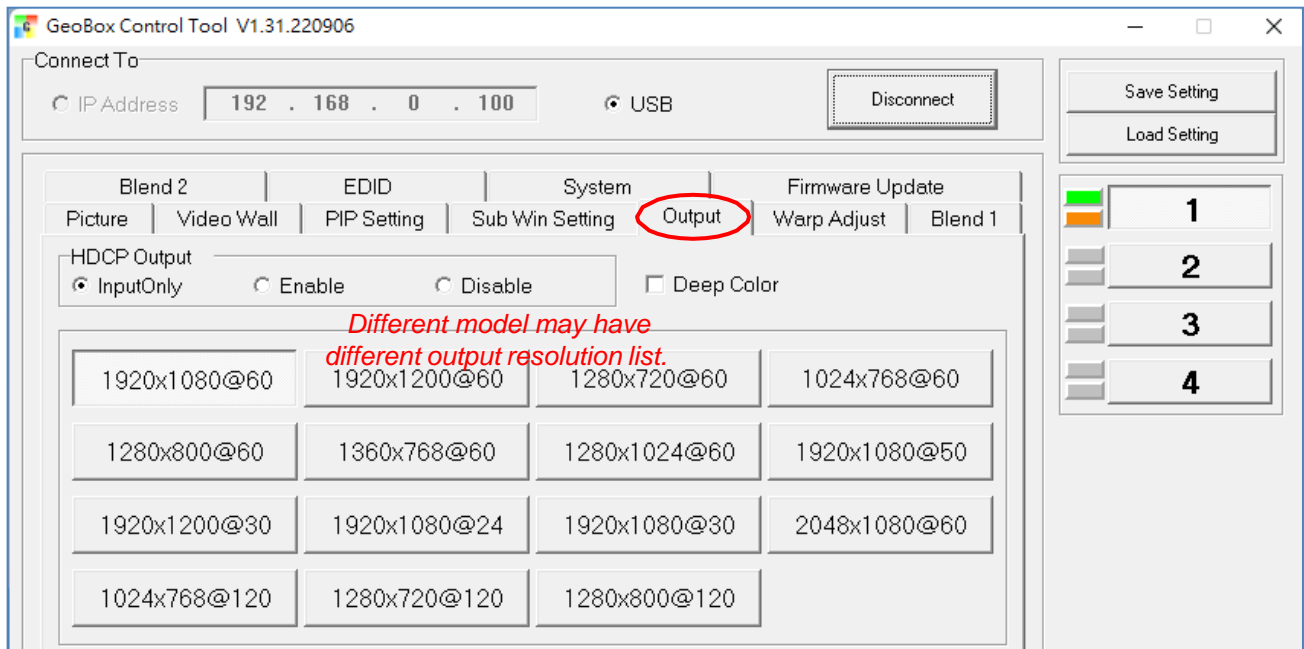 GeoBox Control Tool V1.31.220906
Connect To
IP Address 192 . 168 . 0 . 100 USB Disconnect
Save Setting
Load Setting
Blend 2 EDID System Firmware Update
Picture Video Wall PIP Setting Sub Win Setting Output Warp Adjust Blend 1
HDCP Output
InputOnly Enable Disable Deep Color
Different model may have
different output resolution list.
1920x1080@60 1920x1200@60 1280x720@60 1024x768@60
1280x800@60 1360x768@60 1280x1024@60 1920x1080@50
1920x1200@30 1920x1080@24 1920x1080@30 2048x1080@60
1024x768@120 1280x720@120 1280x800@120
1
2
3
4